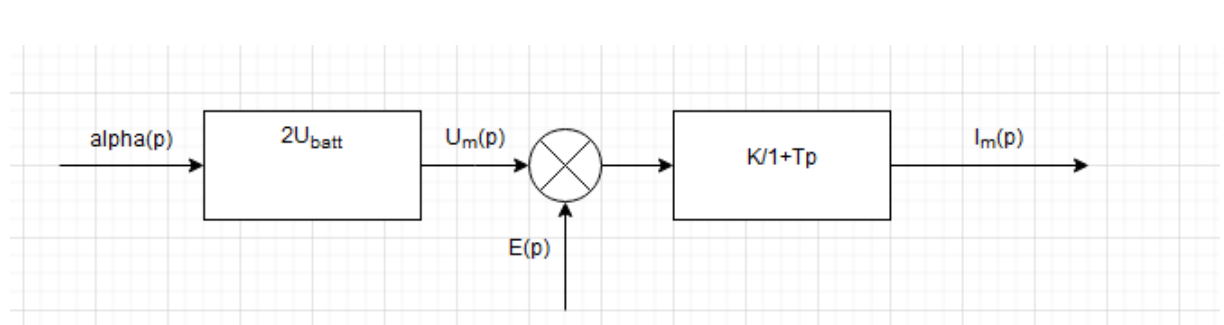 alpha(p)
2U_batt
U_m(p)
E(p)
K/1+Tp
I_m(p)